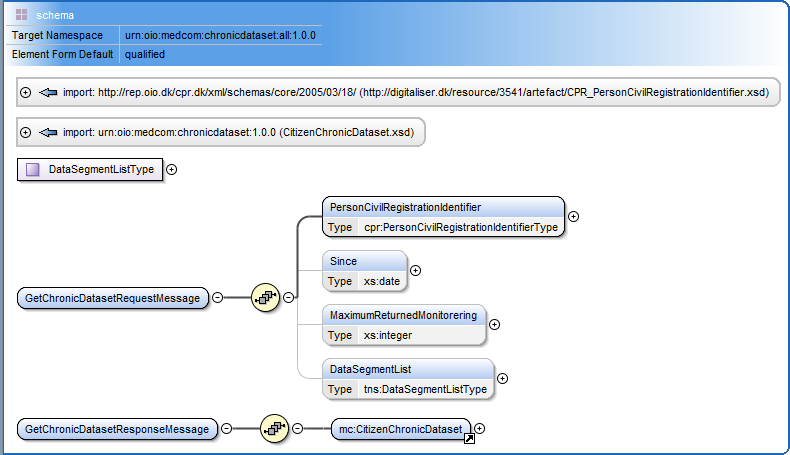 schema
Target Namespace urn:oio:medcom:chronicdataset:all:1.0.0
Element Form Default qualified
import: http://rep.oio.dk/cpr.dk/xml/schemas/core/2005/03/18/ (http://digitaliser.dk/resource/3541/artefact/CPR_PersonCivilRegistrationIdentifier.xsd)
import: urn:oio:medcom:chronicdataset:1.0.0 (CitizenChronicDataset.xsd)
DataSegmentListType
PersonCivilRegistrationIdentifier
Type cpr:PersonCivilRegistrationIdentifierType
Since
Type xs:date
GetChronicDatasetRequestMessage
MaximumReturnedMonitorering
Type xs:integer
DataSegmentList
Type tns:DataSegmentListType
GetChronicDatasetResponseMessage
mc:CitizenChronicDataset